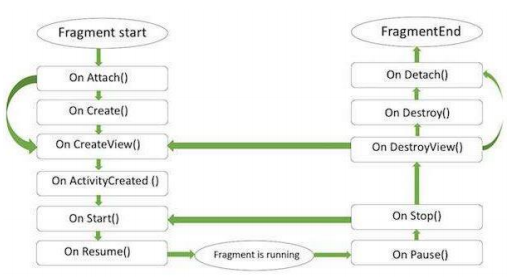 Fragment start
On Attach()
On Create()
On CreateView()
On ActivityCreated ()
On Start()
On Resume()
Fragment is running
On Pause()
On Stop()
On DestroyView()
On Destroy()
On Detach()
FragmentEnd